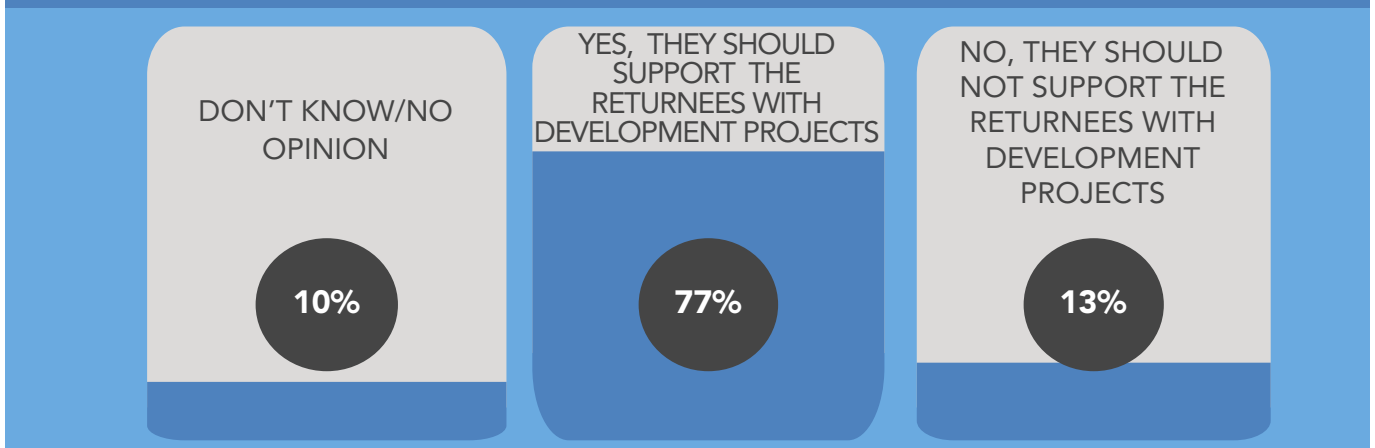 DON'T KNOW/NO
OPINION
10%
YES, THEY SHOULD
SUPPORT THE
RETURNEES WITH
DEVELOPMENT PROJECTS
77%
NO, THEY SHOULD
NOT SUPPORT THE
RETURNEES WITH
DEVELOPMENT
PROJECTS
13%